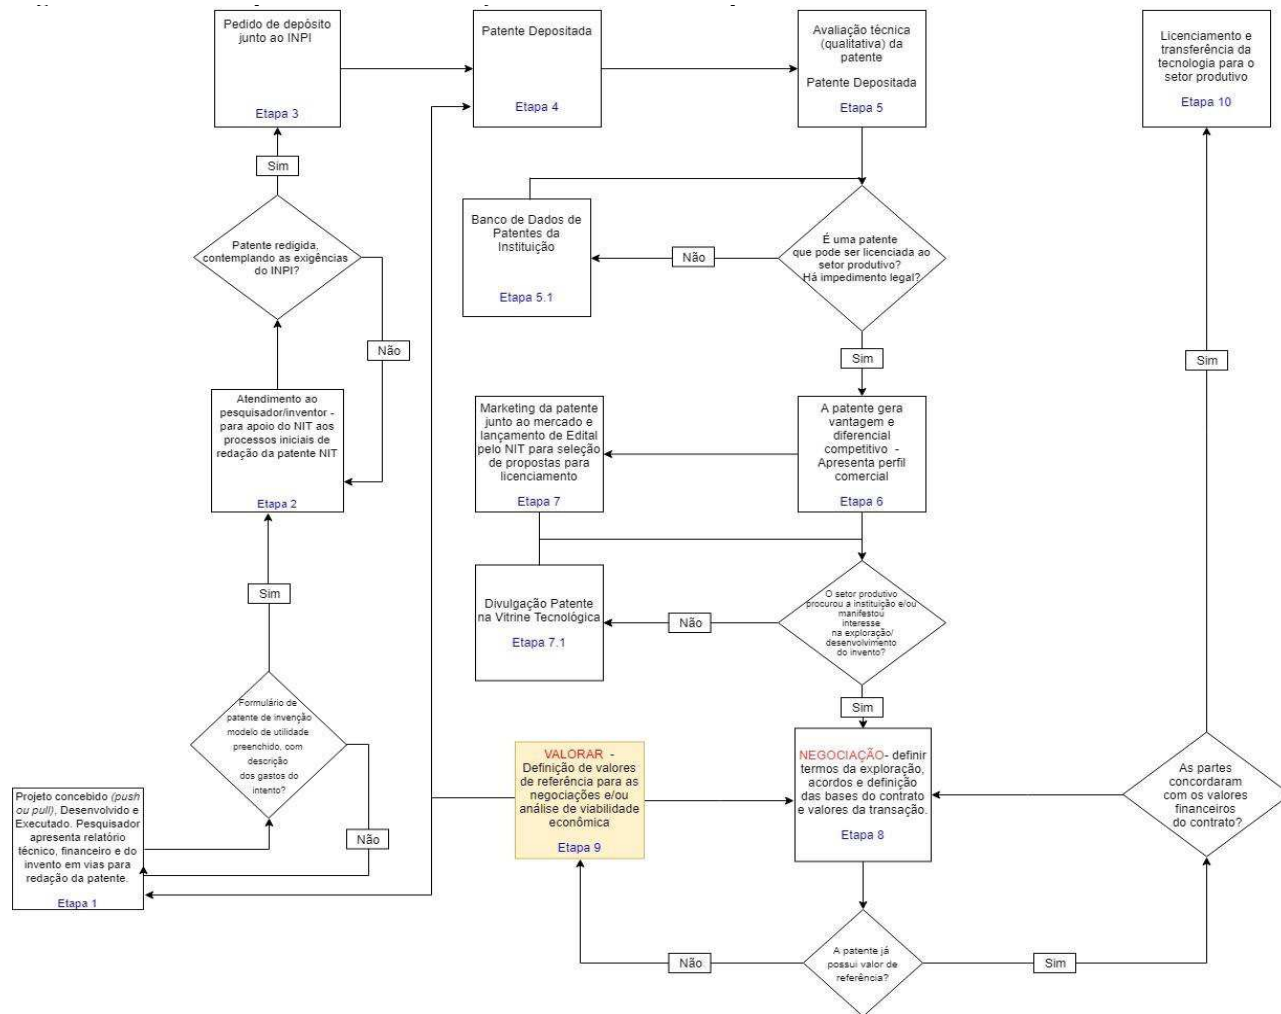 Pedido de depósito
junto ao INPI
Etapa 3
Patente Depositada
Etapa 4
Avaliação técnica
(qualitativa) da
patente
Patente Depositada
Etapa 5
Licenciamento e
transferência da
tecnologia para o
setor produtivo
Etapa 10
Sim
Patente redigida,
contemplando as exigências
do INPI?
Não
Banco de Dados de
Patentes da
Instituição
Etapa 5.1
Não
É uma patente
que pode ser licenciada ao
setor produtivo?
Há impedimento legal?
Sim
Sim
Atendimento ao
pesquisador/inventor -
para apoio do NIT aos
processos iniciais de
redação da patente NIT
Etapa 2
Marketing da patente
junto ao mercado e
lançamento de Edital
pelo NIT para seleção
de propostas para
licenciamento
Etapa 7
A patente gera
vantagem e
diferencial
competitivo -
Apresenta perfil
comercial
Etapa 6
Sim
Divulgação Patente
na Vitrine Tecnológica
Etapa 7.1
Não
O setor produtivo
procurou a instituição e/ou
manifestou
interesse
na exploração/
desenvolvimento
do invento?
Sim
Formulário de
patente de invenção
modelo de utilidade
preenchido, com
descrição
dos gastos do
intento?
Não
Projeto concebido (push
ou pull), Desenvolvido e
Executado. Pesquisador
apresenta relatório
técnico, financeiro e do
invento em vias para
redação da patente.
Etapa 1
VALORAR -
Definição de valores
de referência para as
negociações e/ou
análise de viabilidade
econômica
Etapa 9
NEGOCIAÇÃO- definir
termos da exploração,
acordos e definição
das bases do contrato
e valores da transação.
Etapa 8
As partes
concordaram
com os valores
financeiros
do contrato?
Não
A patente já
possui valor de
referência?
Sim